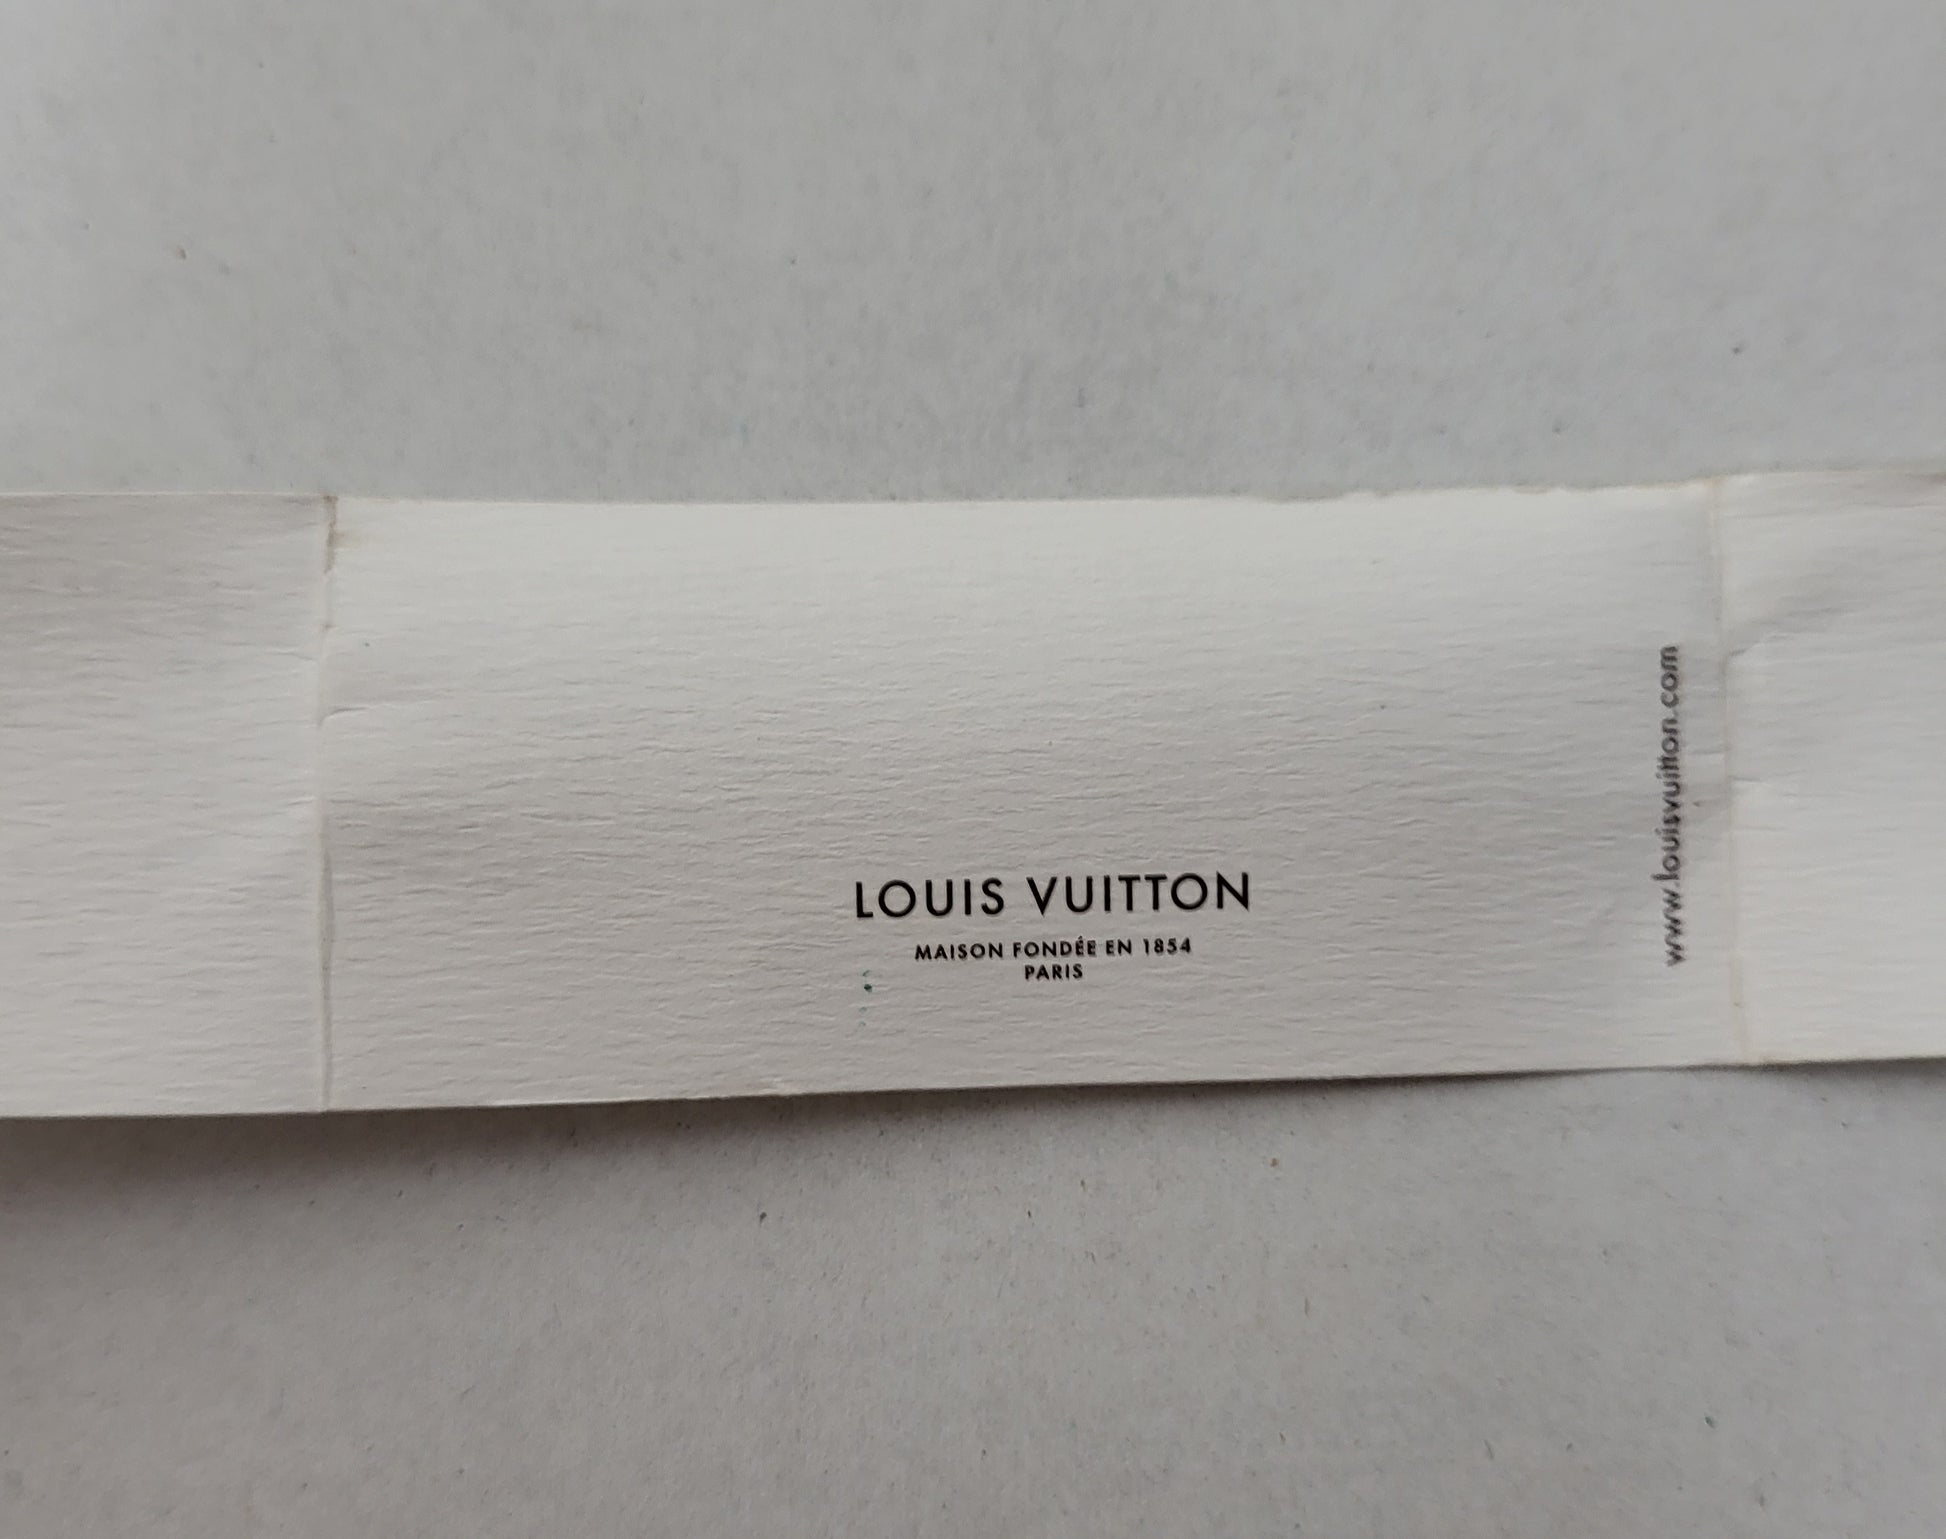 LOUIS VUITTON
MAISON FONDÉE EN 1854
PARIS
www.louisvuitton.com